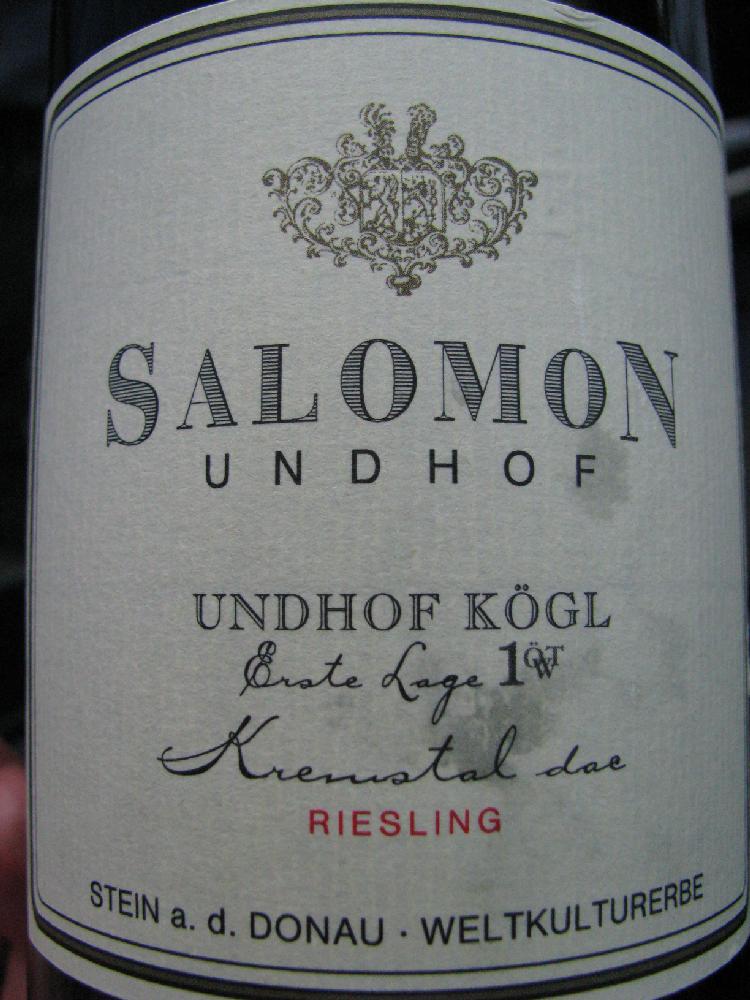 SALOMON
UNDHOF
UNDHOF KÖGL
Erste Lage 1ÖTW
Kremstal dac
RIESLING
STEIN a. d. DONAU · WELTKULTURERBE